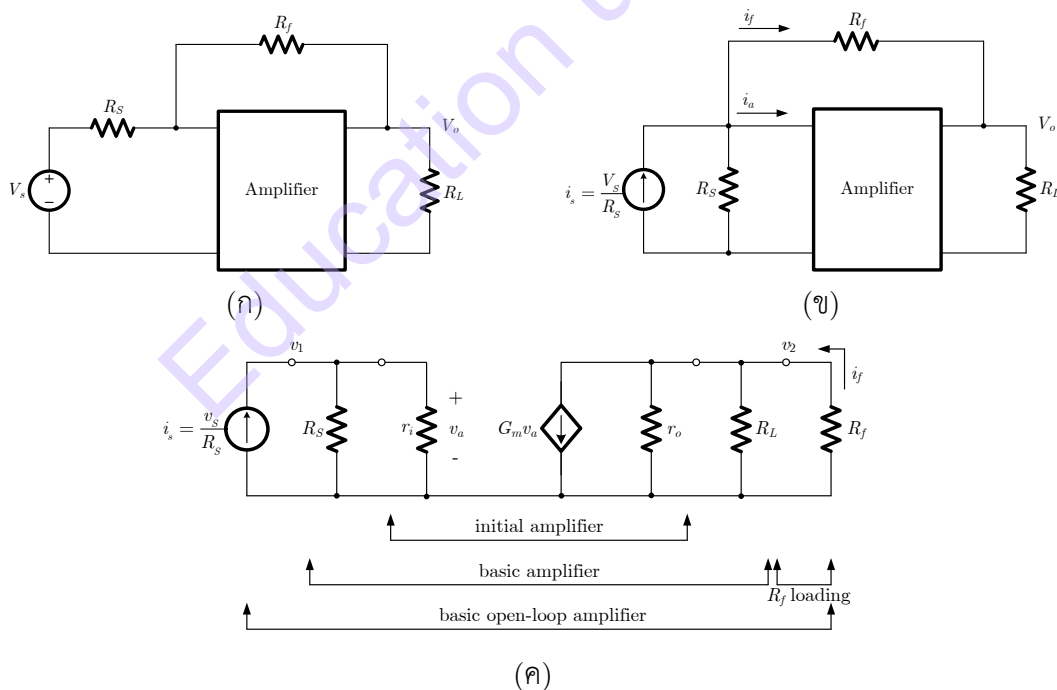 R_f
R_S
V_o
V_s
+
−
Amplifier
R_L
(ก)
i_f
R_f
i_a
V_o
i_s = V_S/R_S
R_S
Amplifier
R_L
(ข)
v_1
v_2
i_f
i_s = v_S/R_S
R_S
r_i
+
v_a
-
G_m v_a
r_o
R_L
R_f
initial amplifier
basic amplifier
R_f loading
basic open-loop amplifier
(ค)
Education